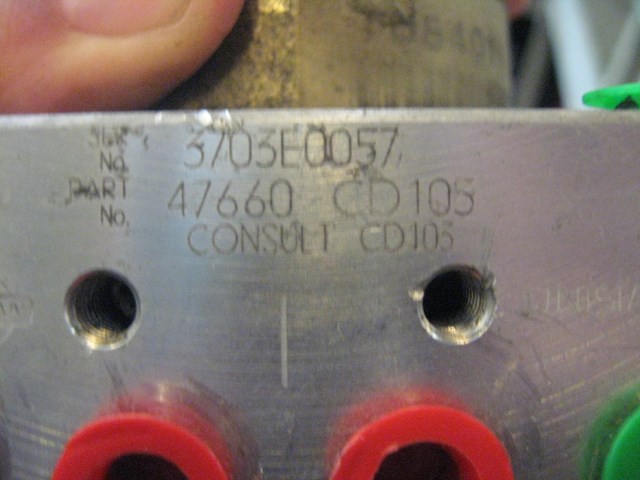 No. 3703E0057
PART
No. 47660 CD105
CONSULT CD105